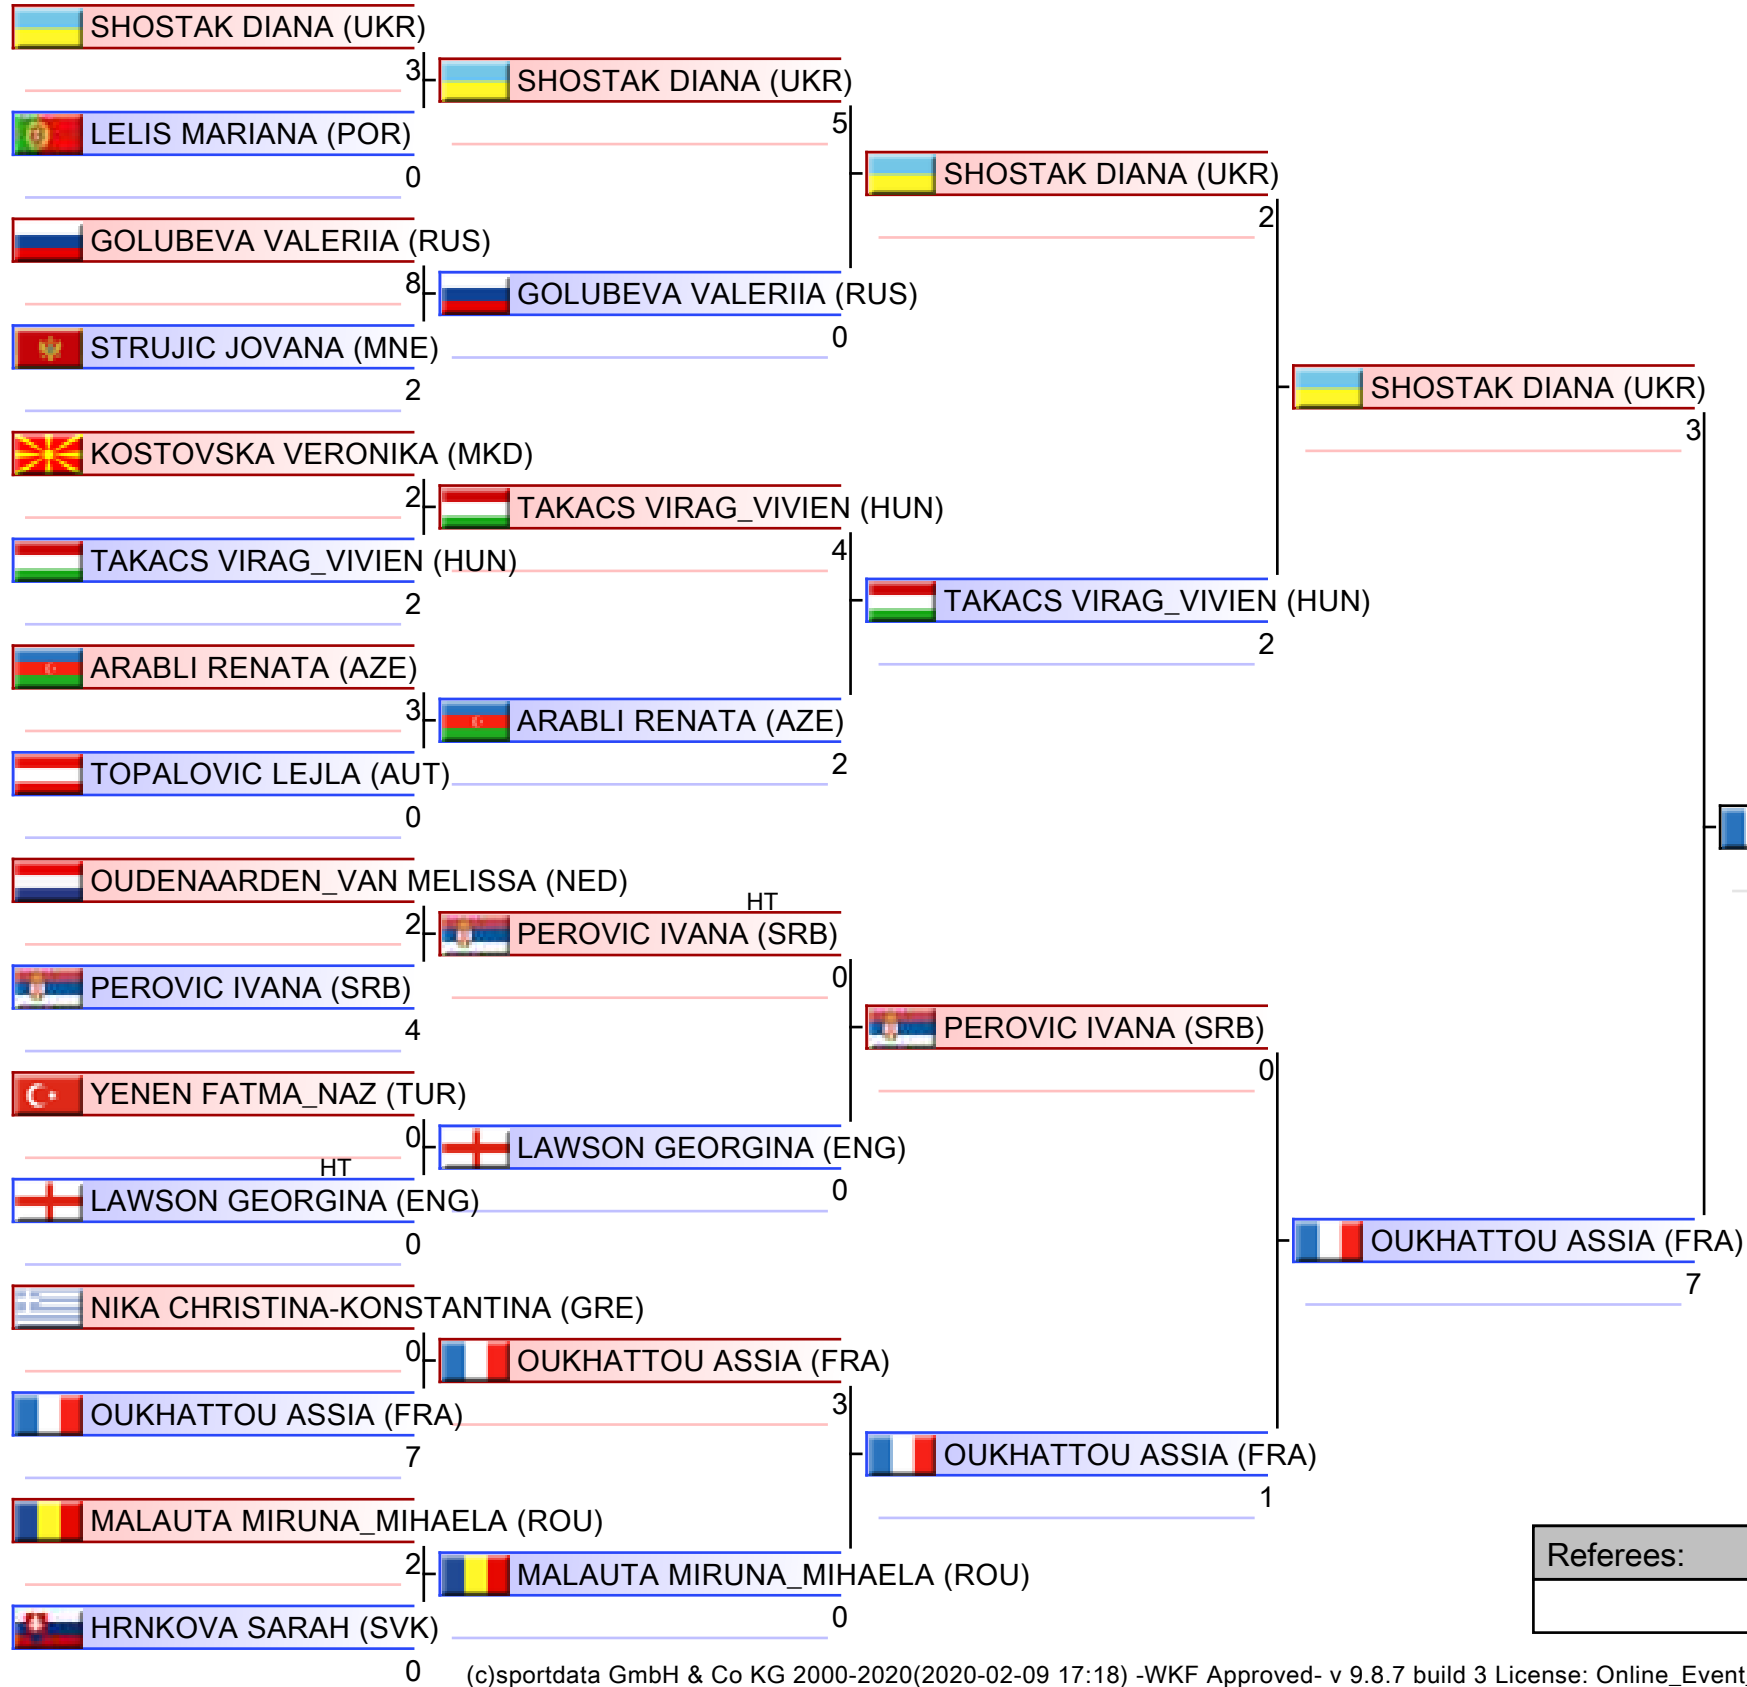 SHOSTAK DIANA (UKR)
3
LELIS MARIANA (POR)
0
GOLUBEVA VALERIIA (RUS)
8
STRUJIC JOVANA (MNE)
2
KOSTOVSKA VERONIKA (MKD)
2
TAKACS VIRAG_VIVIEN (HUN)
2
ARABLI RENATA (AZE)
3
TOPALOVIC LEJLA (AUT)
0
OUDENAARDEN_VAN MELISSA (NED)
2
PEROVIC IVANA (SRB)
4
YENEN FATMA_NAZ (TUR)
0
HT
LAWSON GEORGINA (ENG)
0
NIKA CHRISTINA-KONSTANTINA (GRE)
0
OUKHATTOU ASSIA (FRA)
7
MALAUTA MIRUNA_MIHAELA (ROU)
2
HRNKOVA SARAH (SVK)
0
SHOSTAK DIANA (UKR)
5
GOLUBEVA VALERIIA (RUS)
0
TAKACS VIRAG_VIVIEN (HUN)
4
ARABLI RENATA (AZE)
2
HT
PEROVIC IVANA (SRB)
0
LAWSON GEORGINA (ENG)
0
OUKHATTOU ASSIA (FRA)
3
MALAUTA MIRUNA_MIHAELA (ROU)
0
SHOSTAK DIANA (UKR)
2
TAKACS VIRAG_VIVIEN (HUN)
2
PEROVIC IVANA (SRB)
0
OUKHATTOU ASSIA (FRA)
1
SHOSTAK DIANA (UKR)
3
OUKHATTOU ASSIA (FRA)
7
Referees:
(c)sportdata GmbH & Co KG 2000-2020(2020-02-09 17:18) -WKF Approved- v 9.8.7 build 3 License: Online_Event